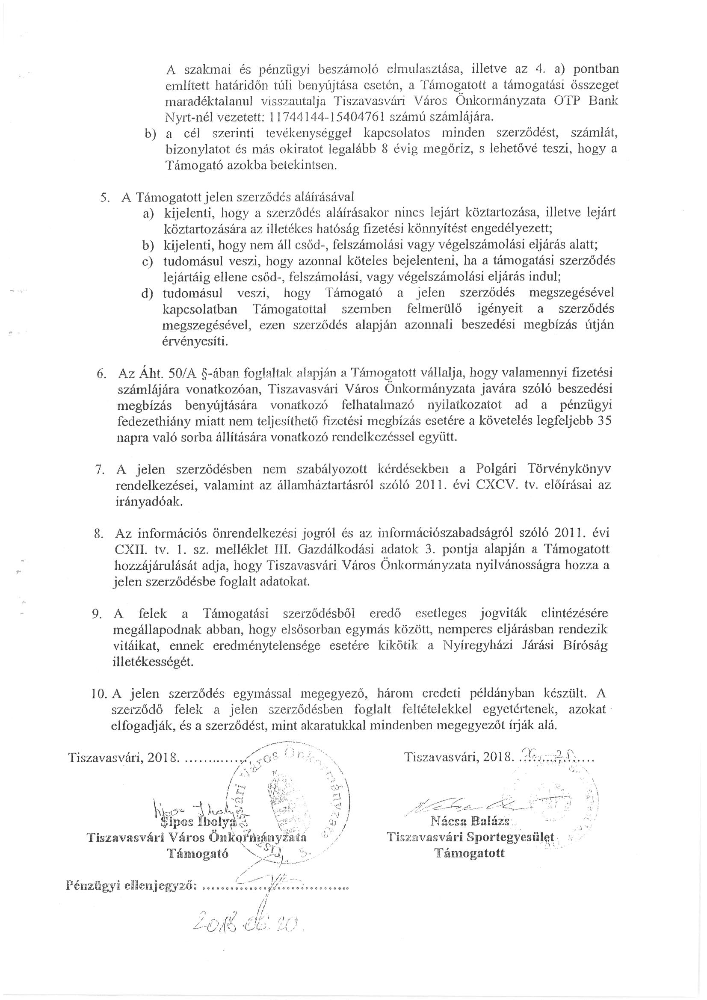 A szakmai és pénzügyi beszámoló elmulasztása, illetve az 4. a) pontban
említett határidőn túli benyújtása esetén, a Támogatott a támogatási összeget
maradéktalanul visszautalja Tiszavasvári Város Önkormányzata OTP Bank
Nyrt-nél vezetett: 11744144-15404761 számú számlájára.
b) a cél szerinti tevékenységgel kapcsolatos minden szerződést, számlát,
bizonylatot és más okiratot legalább 8 évig megőriz, s lehetővé teszi, hogy a
Támogató azokba betekintsen.
5. A Támogatott jelen szerződés aláírásával
a) kijelenti, hogy a szerződés aláírásakor nincs lejárt köztartozása, illetve lejárt
köztartozására az illetékes hatóság fizetési könnyítést engedélyezett;
b) kijelenti, hogy nem áll csőd-, felszámolási vagy végelszámolási eljárás alatt;
c) tudomásul veszi, hogy azonnal köteles bejelenteni, ha a támogatási szerződés
lejártáig ellene csőd-, felszámolási, vagy végelszámolási eljárás indul;
d) tudomásul veszi, hogy Támogató a jelen szerződés megszegésével
kapcsolatban Támogatottal szemben felmerülő igényeit a szerződés
megszegésével, ezen szerződés alapján azonnali beszedési megbízás útján
érvényesíti.
6. Az Áht. 50/A §-ában foglaltak alapján a Támogatott vállalja, hogy valamennyi fizetési
számlájára vonatkozóan, Tiszavasvári Város Önkormányzata javára szóló beszedési
megbízás benyújtására vonatkozó felhatalmazó nyilatkozatot ad a pénzügyi
fedezethiány miatt nem teljesíthető fizetési megbízás esetére a követelés legfeljebb 35
napra való sorba állítására vonatkozó rendelkezéssel együtt.
7. A jelen szerződésben nem szabályozott kérdésekben a Polgári Törvénykönyv
rendelkezései, valamint az államháztartásról szóló 2011. évi CXCV. tv. előírásai az
irányadóak.
8. Az információs önrendelkezési jogról és az információszabadságról szóló 2011. évi
CXII. tv. 1. sz. melléklet III. Gazdálkodási adatok 3. pontja alapján a Támogatott
hozzájárulását adja, hogy Tiszavasvári Város Önkormányzata nyilvánosságra hozza a
jelen szerződésbe foglalt adatokat.
9. A felek a Támogatási szerződésből eredő esetleges jogviták elintézésére
megállapodnak abban, hogy elsősorban egymás között, nemperes eljárásban rendezik
vitáikat, ennek eredménytelensége esetére kikötik a Nyíregyházi Járási Bíróság
illetékességét.
10. A jelen szerződés egymással megegyező, három eredeti példányban készült. A
szerződő felek a jelen szerződésben foglalt feltételekkel egyetértenek, azokat
elfogadják, és a szerződést, mint akaratukkal mindenben megegyezőt írják alá.
Tiszavasvári, 2018. ............... Tiszavasvári, 2018. ...............
Város Önkormányzata
Sipos Ibolya Nácsa Balázs
Tiszavasvári Város Önkormányzata Tiszavasvári Sportegyesület
Támogató Támogatott
Pénzügyi ellenjegyző: ........................................
2018 06. 20.